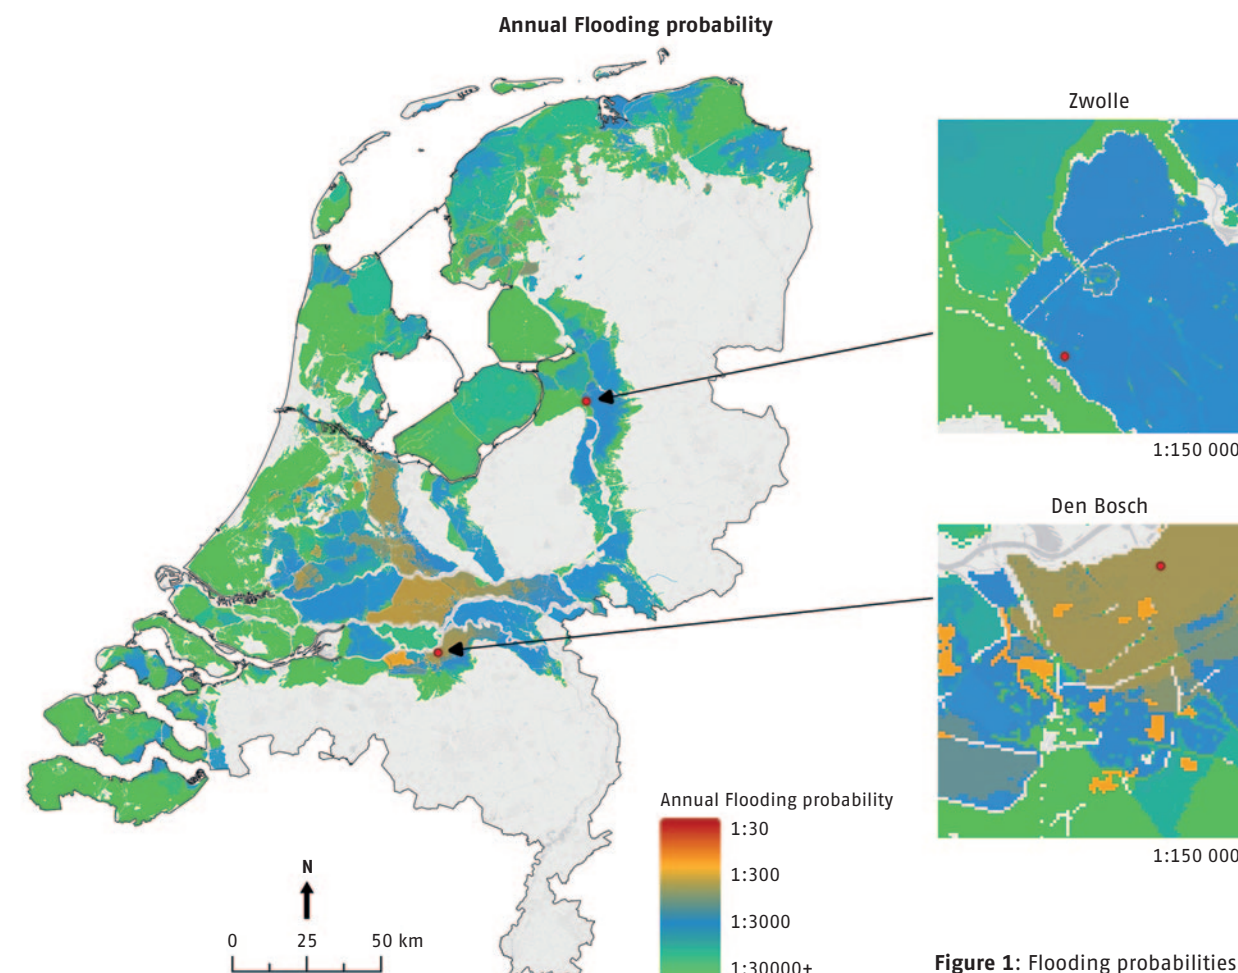 Annual Flooding probability
Zwolle
1:150 000
Den Bosch
1:150 000
Annual Flooding probability
1:30
1:300
1:3000
1:30000+
N
0 25 50 km
Figure 1: Flooding probabilities